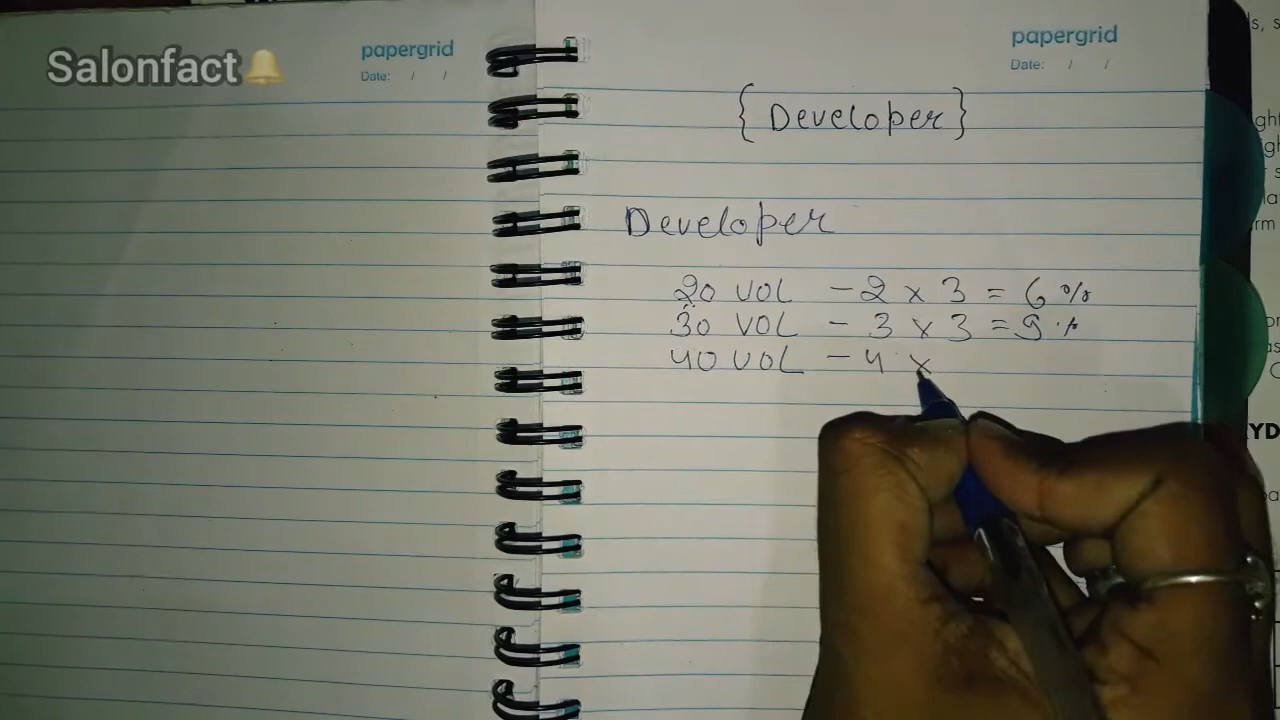 Salonfact🔔
papergrid
Date: / /
papergrid
Date: / /
{Developer}
Developer
20 VOL - 2 x 3 = 6 %
30 VOL - 3 x 3 = 9 %
40 VOL - 4 x